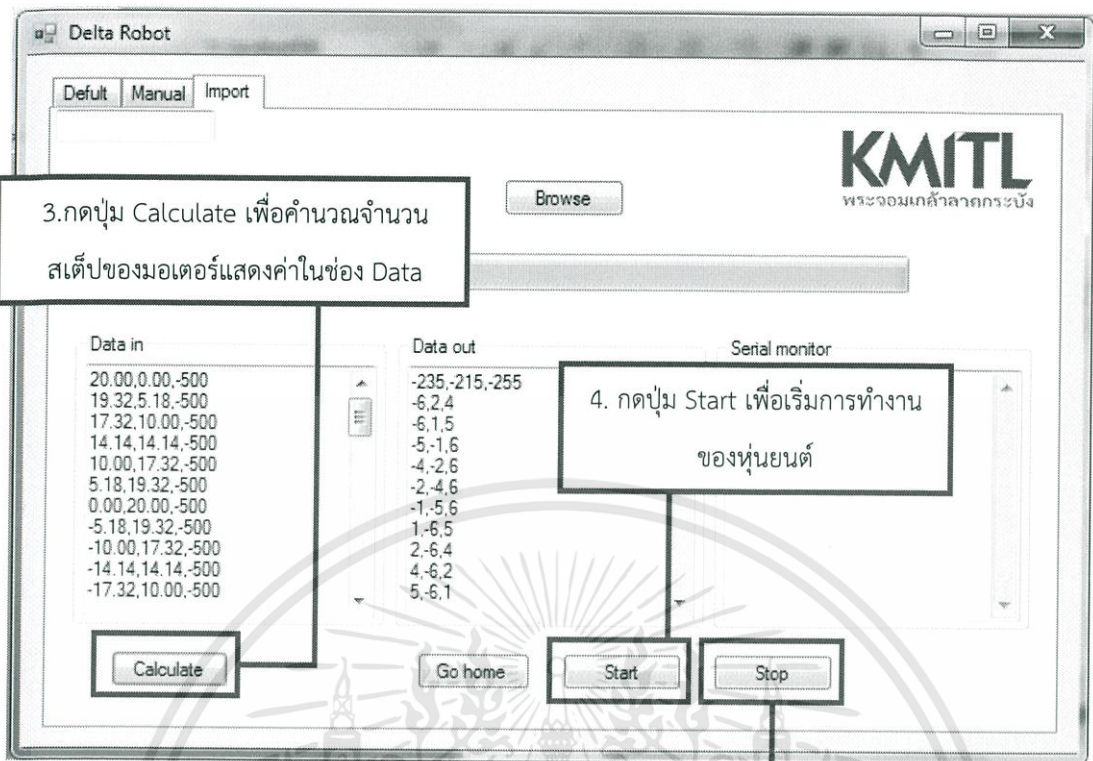 Delta Robot
Defult Manual Import
KMITL
พระจอมเกล้าลาดกระบัง
Browse
3.กดปุ่ม Calculate เพื่อคำนวณจำนวน
สเต็ปของมอเตอร์แสดงค่าในช่อง Data
Data in
20.00,0.00,-500
19.32,5.18,-500
17.32,10.00,-500
14.14,14.14,-500
10.00,17.32,-500
5.18,19.32,-500
0.00,20.00,-500
-5.18,19.32,-500
-10.00,17.32,-500
-14.14,14.14,-500
-17.32,10.00,-500
Data out
-235,-215,-255
-6,2,4
-6,1,5
-5,-1,6
-4,-2,6
-2,-4,6
-1,-5,6
1,-6,5
2,-6,4
4,-6,2
5,-6,1
Serial monitor
4. กดปุ่ม Start เพื่อเริ่มการทำงาน
ของหุ่นยนต์
Calculate
Go home
Start
Stop